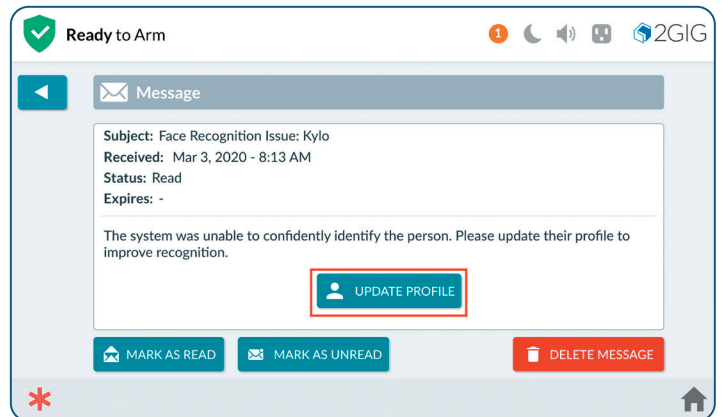 Ready to Arm
1
2GIG
Message
Subject: Face Recognition Issue: Kylo
Received: Mar 3, 2020 - 8:13 AM
Status: Read
Expires: -
The system was unable to confidently identify the person. Please update their profile to
improve recognition.
UPDATE PROFILE
MARK AS READ
MARK AS UNREAD
DELETE MESSAGE